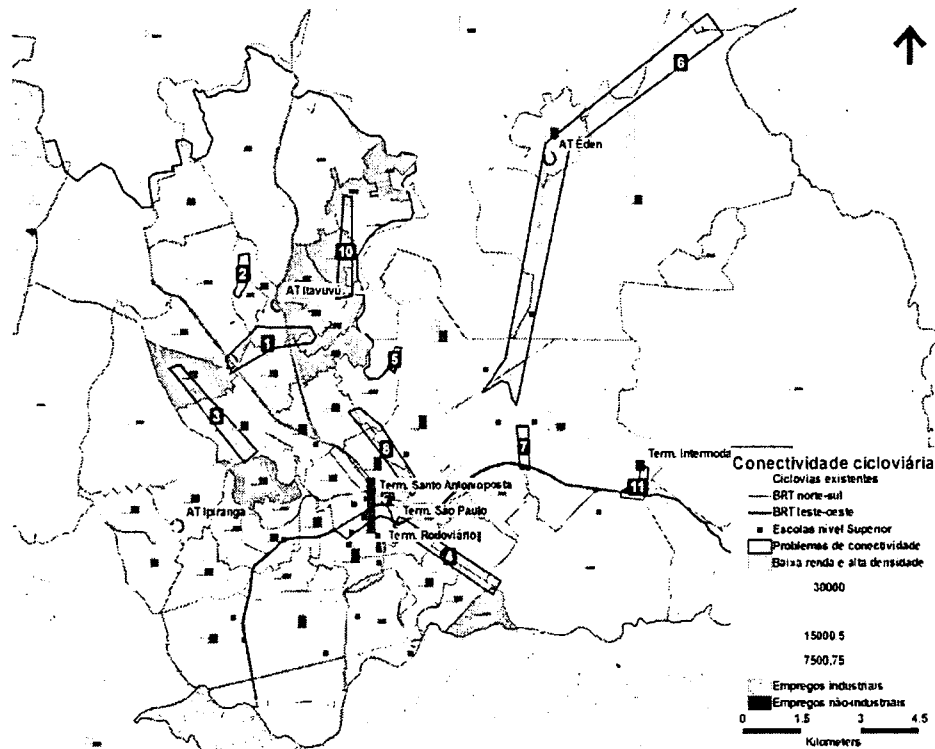 6
AT Éden
10
2
AT Itavuvu
1
5
3
8
7
Term. Intermoda
11
Term. Santo Antonioposta
AT Ipiranga
Term. São Paulo
Term. Rodoviário
4
Conectividade cicloviária
Ciclovias existentes
BRT norte-sul
BRT leste-oeste
Escolas nivel Superior
Problemas de conectividade
Baixa renda e alta densidade
30000
15000.5
7500.75
Empregos industriais
Empregos não-industriais
0 1.5 3 4.5
Kilometers